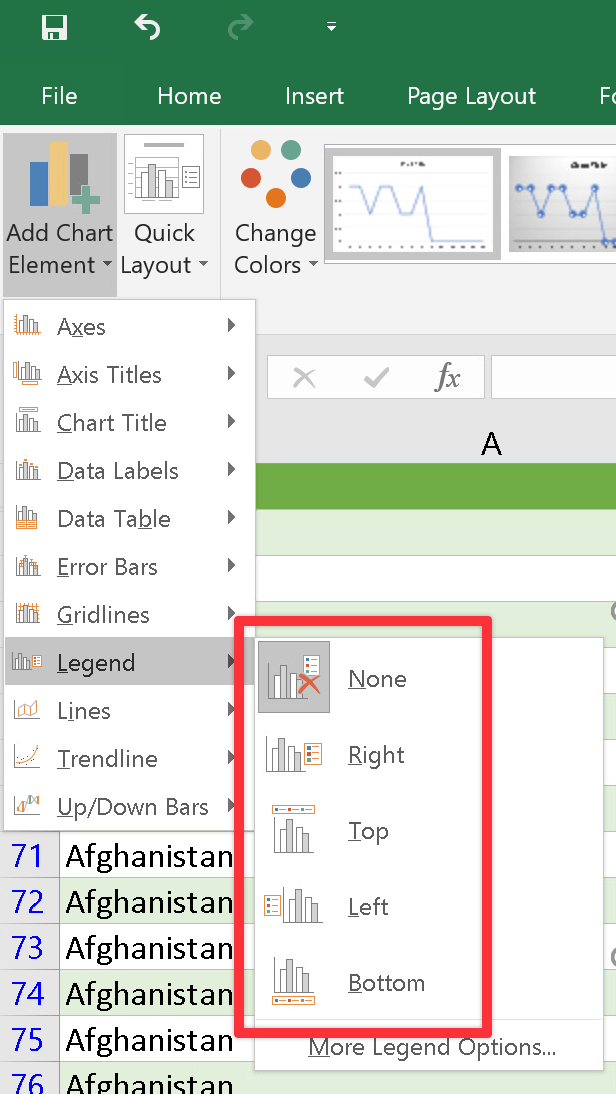 File Home Insert Page Layout
Add Chart Element
Quick Layout
Change Colors
Axes
Axis Titles
Chart Title
Data Labels
Data Table
Error Bars
Gridlines
Legend
Lines
Trendline
Up/Down Bars
fx
A
None
Right
Top
Left
Bottom
More Legend Options...
71 Afghanistan
72 Afghanistan
73 Afghanistan
74 Afghanistan
75 Afghanistan
76 Afghanistan